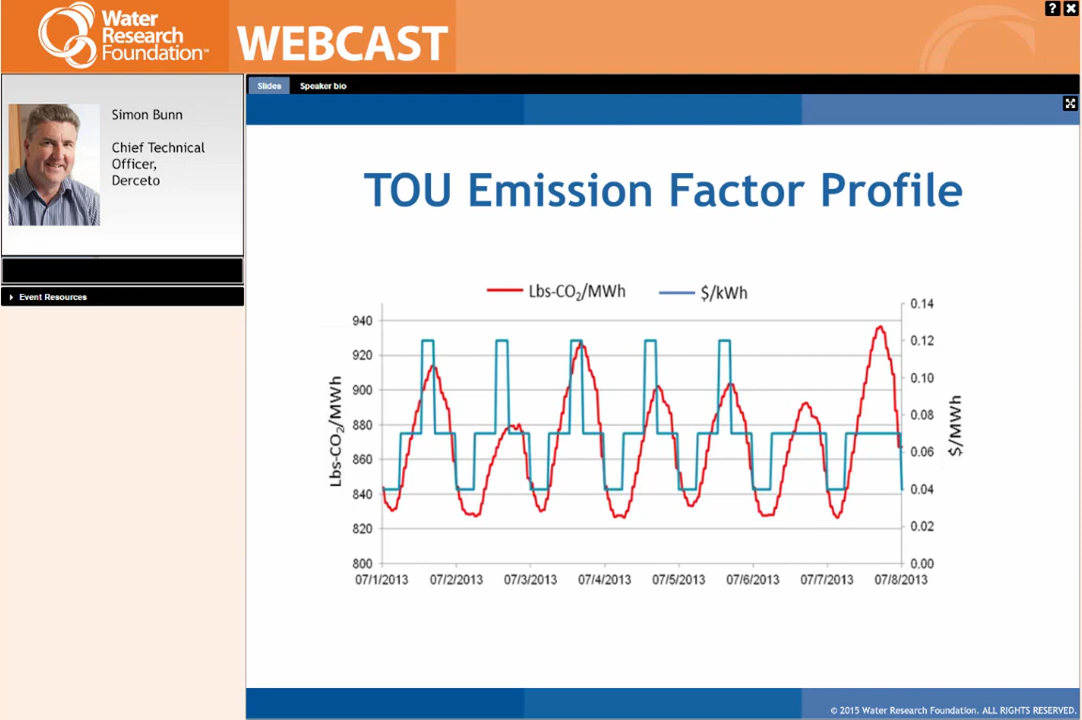 Water
Research
Foundation™
WEBCAST
? X
Simon Bunn
Chief Technical
Officer,
Derceto
Event Resources
Slides
Speaker bio
TOU Emission Factor Profile
Lbs-CO₂/MWh
$/kWh
Lbs-CO₂/MWh
940
920
900
880
860
840
820
800
0.14
0.12
0.10
0.08
0.06
0.04
0.02
0.00
$/MWh
07/1/2013 07/2/2013 07/3/2013 07/4/2013 07/5/2013 07/6/2013 07/7/2013 07/8/2013
© 2015 Water Research Foundation. ALL RIGHTS RESERVED.